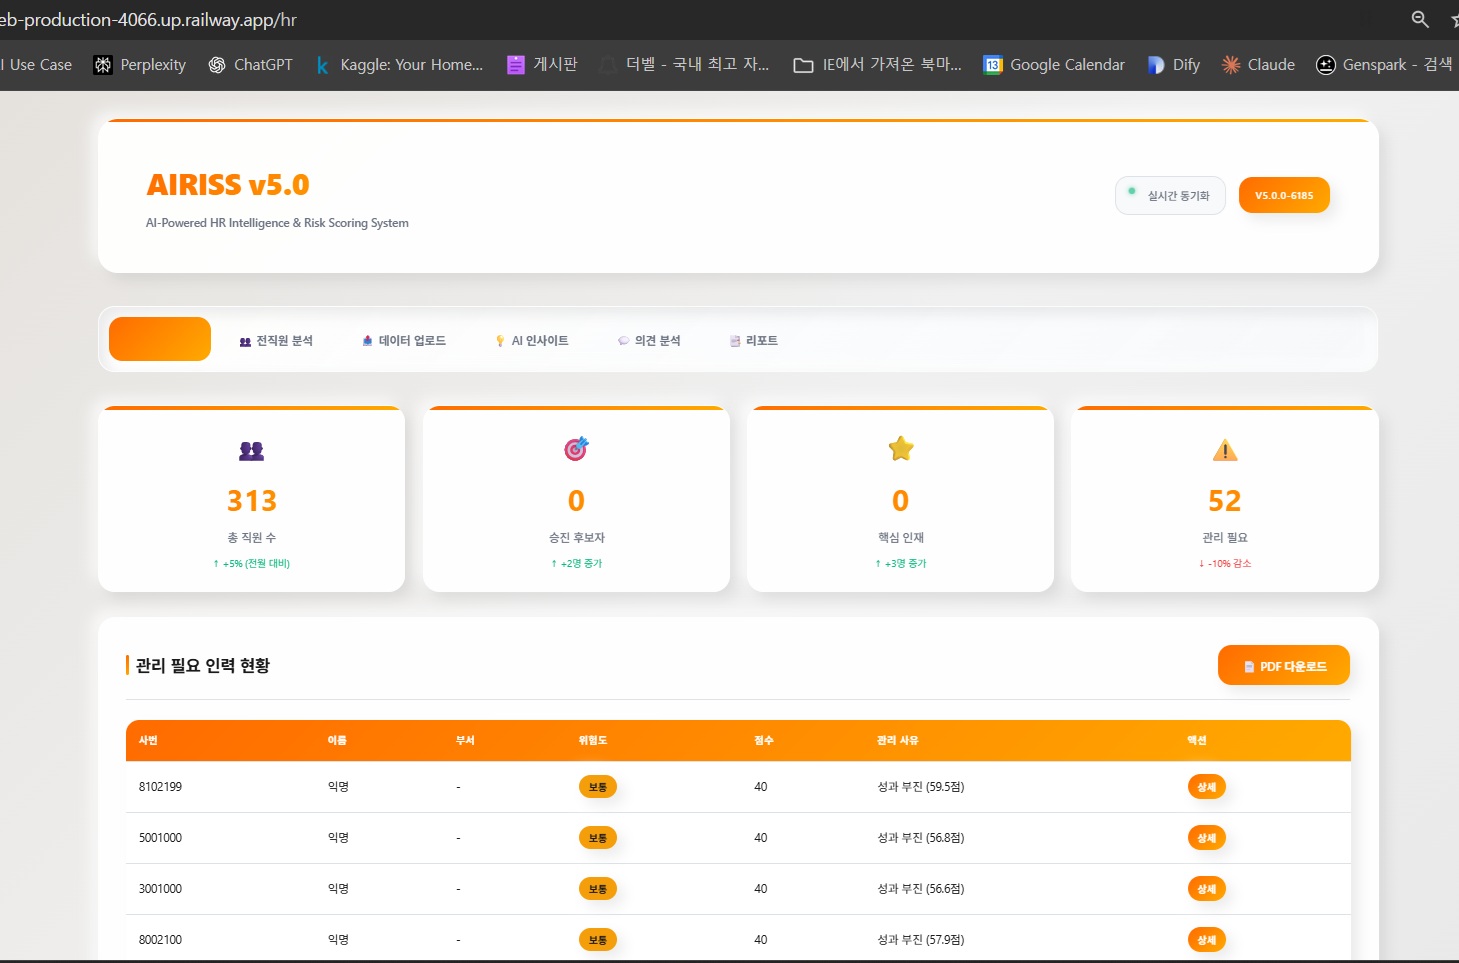 eb-production-4066.up.railway.app/hr
I Use Case Perplexity ChatGPT Kaggle: Your Home... 게시판 더벨 - 국내 최고 자... IE에서 가져온 북마... 13 Google Calendar Dify Claude Genspark - 검색
AIRISS v5.0
AI-Powered HR Intelligence & Risk Scoring System
실시간 동기화
V5.0.0-6185
전직원 분석 데이터 업로드 AI 인사이트 의견 분석 리포트
313
총 직원 수
↑ +5% (전월 대비)
0
승진 후보자
↑ +2명 증가
0
핵심 인재
↑ +3명 증가
52
관리 필요
↓ -10% 감소
관리 필요 인력 현황
PDF 다운로드
사번 이름 부서 위험도 점수 관리 사유 액션
8102199 익명 - 보통 40 성과 부진 (59.5점) 상세
5001000 익명 - 보통 40 성과 부진 (56.8점) 상세
3001000 익명 - 보통 40 성과 부진 (56.6점) 상세
8002100 익명 - 보통 40 성과 부진 (57.9점) 상세